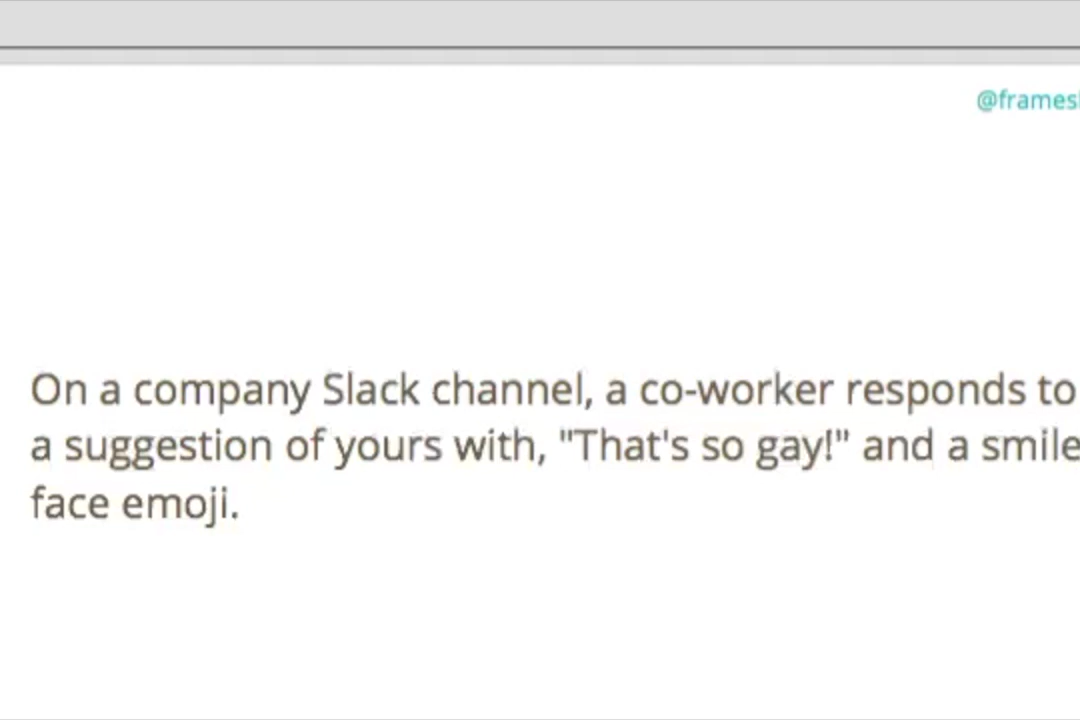 @frames
On a company Slack channel, a co-worker responds to
a suggestion of yours with, "That's so gay!" and a smile
face emoji.